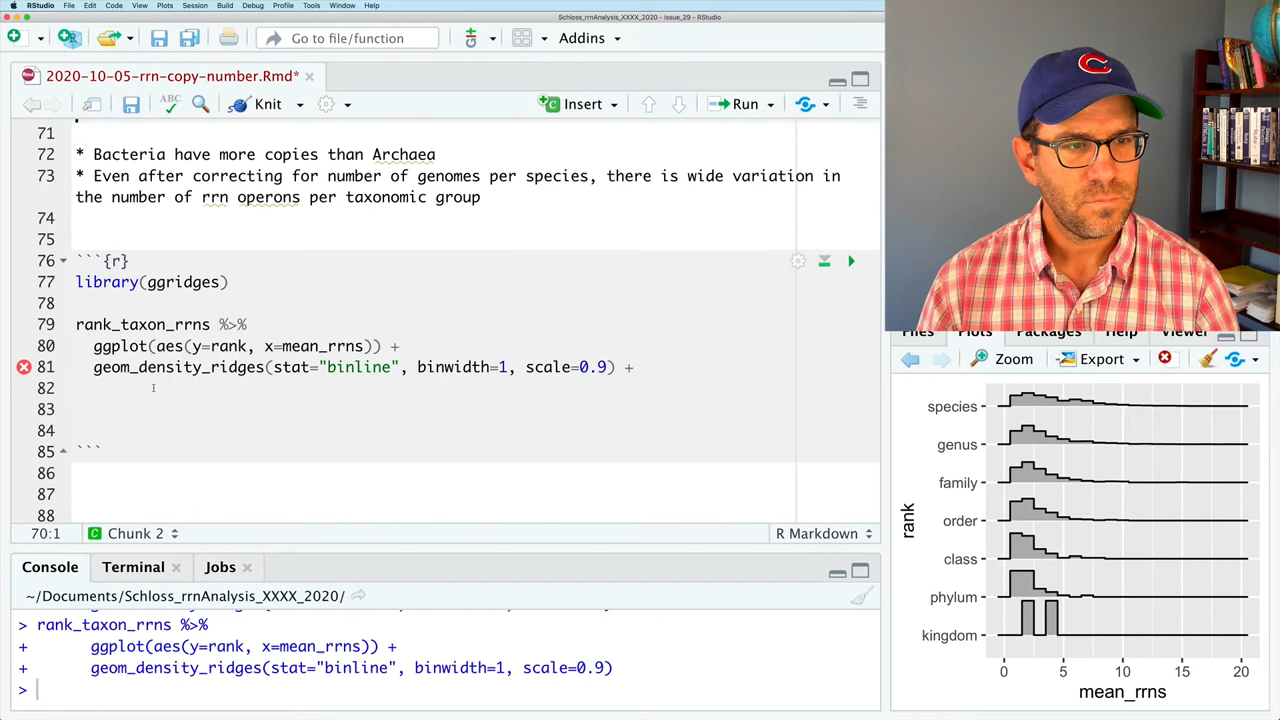 RStudio File Edit Code View Plots Session Build Debug Profile Tools Window Help
Schloss_rrnAnalysis_XXXX_2020 - issue_29 - RStudio
Go to file/function
Addins
2020-10-05-rrn-copy-number.Rmd*
ABC
Knit
Insert
Run
71
72 * Bacteria have more copies than Archaea
73 * Even after correcting for number of genomes per species, there is wide variation in
the number of rrn operons per taxonomic group
74
75
76 ```{r}
77 library(ggridges)
78
79 rank_taxon_rrns %>%
80 ggplot(aes(y=rank, x=mean_rrns)) +
81 geom_density_ridges(stat="binline", binwidth=1, scale=0.9) +
82
83
84
85 ```
86
87
88
70:1 Chunk 2 R Markdown
Console Terminal Jobs
~/Documents/Schloss_rrnAnalysis_XXXX_2020/
> rank_taxon_rrns %>%
+ ggplot(aes(y=rank, x=mean_rrns)) +
+ geom_density_ridges(stat="binline", binwidth=1, scale=0.9)
>
Files Plots Packages Help Viewer
Zoom Export
species
genus
family
order
class
phylum
kingdom
rank
0 5 10 15 20
mean_rrns